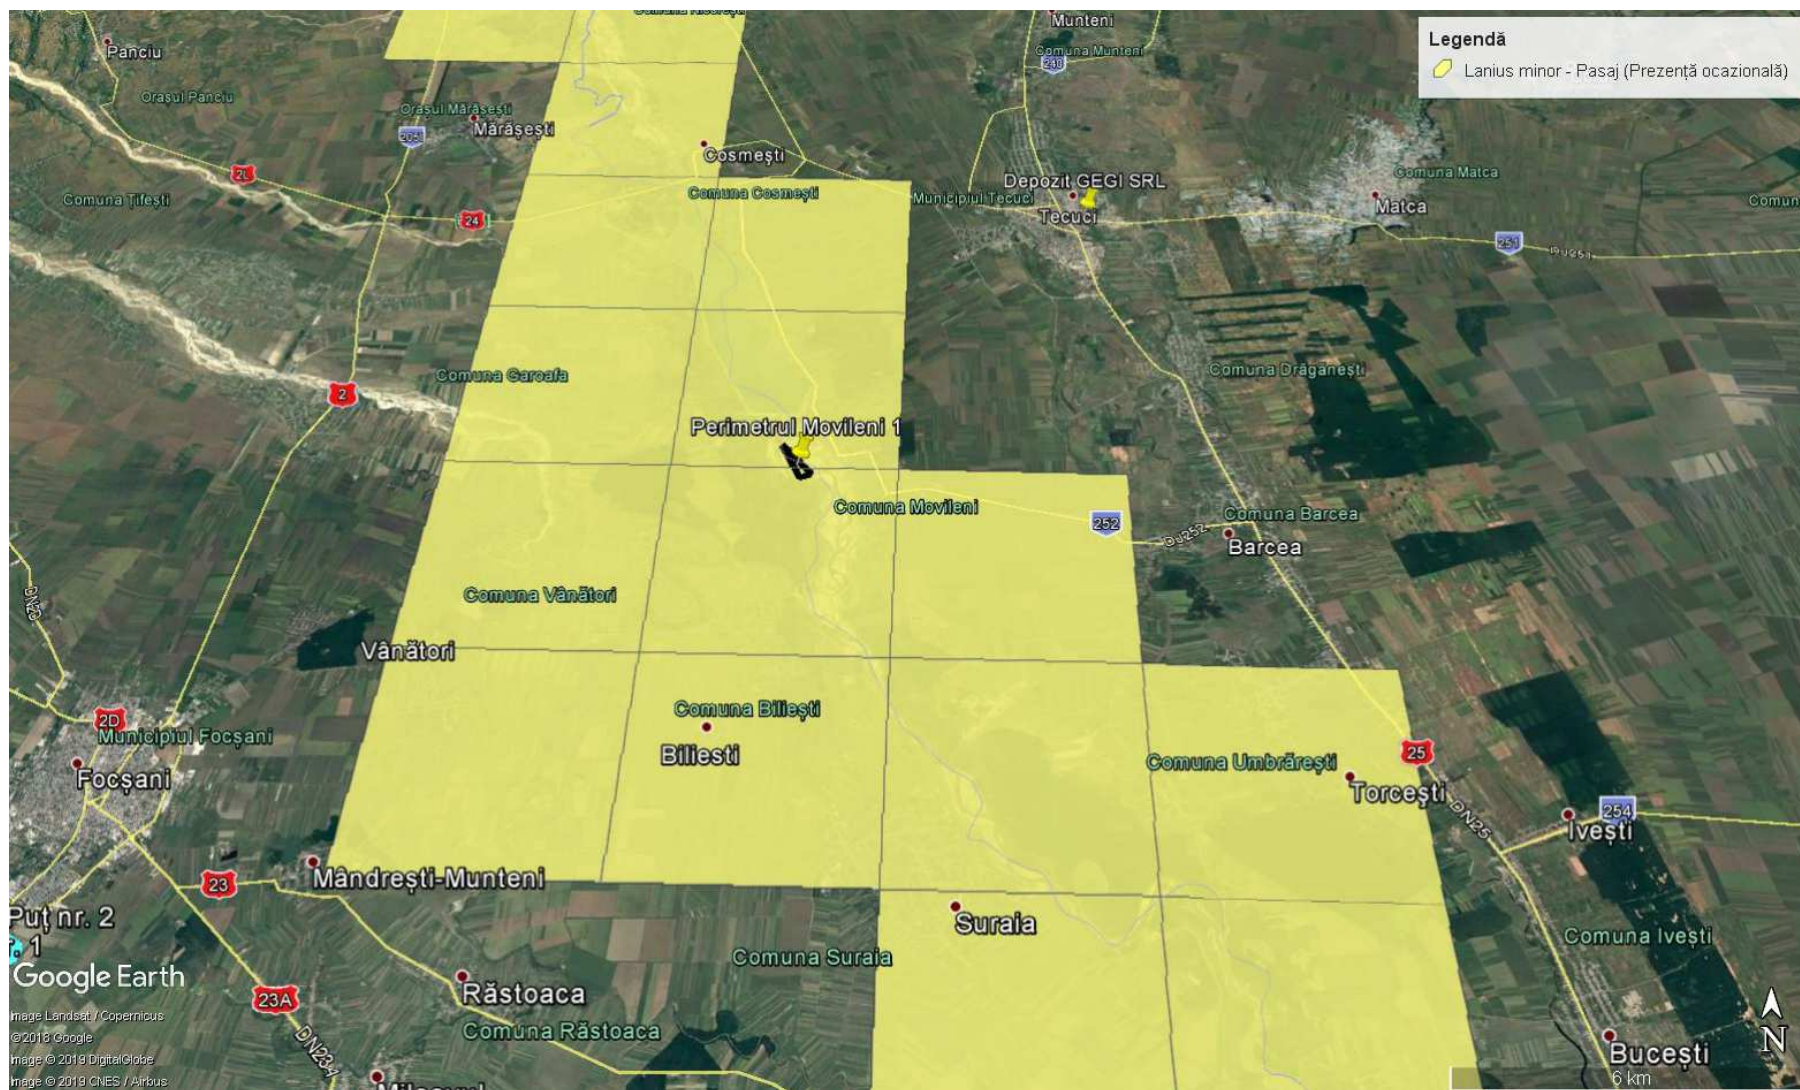 Comuna Nicorești
Munteni
Panciu
Comuna Munteni
240
Legendă
Lanius minor - Pasaj (Prezență ocazională)
Orașul Panciu
Orașul Mărășești
Mărășești
205
Cosmești
2L
Comuna Țifești
Comuna Cosmești
Depozit GEGI SRL
Municipiul Tecuci
Tecuci
Comuna Matca
Matca
Comun
24
251
DJ251
Comuna Garoafa
2
Comuna Drăgănești
Perimetrul Movileni 1
Comuna Movileni
252
DJ252
Comuna Barcea
Barcea
Comuna Vânători
Vânători
2D
Municipiul Focșani
Focșani
Comuna Biliești
Biliesti
Comuna Umbrărești
25
Torcești
DN25
254
Ivești
Mândrești-Munteni
23
Puț nr. 2
r. 1
Suraia
Comuna Suraia
Comuna Ivești
Google Earth
23A
DN23A
Răstoaca
Comuna Răstoaca
Image Landsat / Copernicus
©2018 Google
Image © 2019 DigitalGlobe
Image © 2019 CNES / Airbus
N
Bucești
6 km